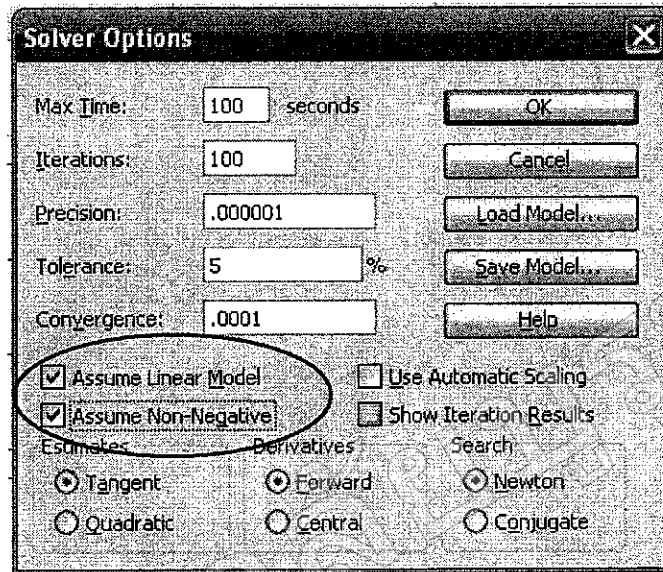 Solver Options
Max Time: 100 seconds OK
Iterations: 100 Cancel
Precision: .000001 Load Model...
Tolerance: 5 % Save Model...
Convergence: .0001 Help
Assume Linear Model Use Automatic Scaling
Assume Non-Negative Show Iteration Results
Estimates Derivatives Search
Tangent Forward Newton
Quadratic Central Conjugate